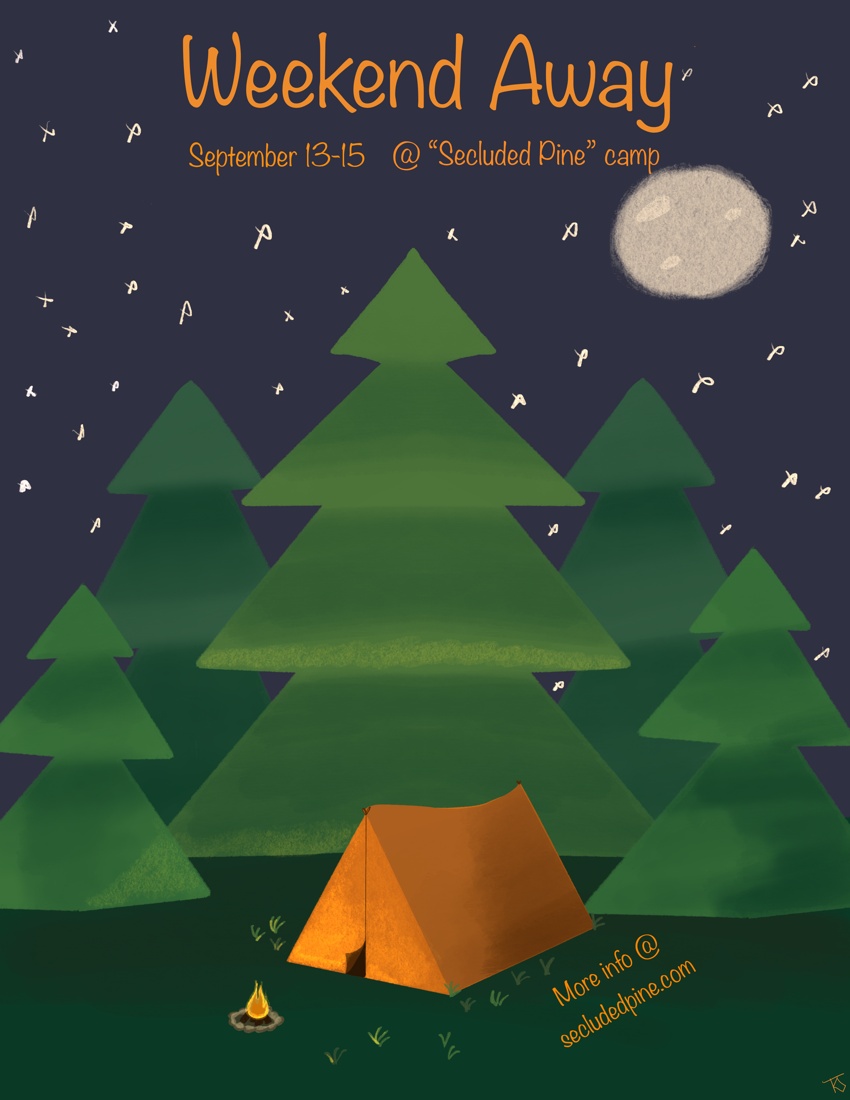 Weekend Away
September 13-15 @ “Secluded Pine” camp
More info @
secludedpine.com